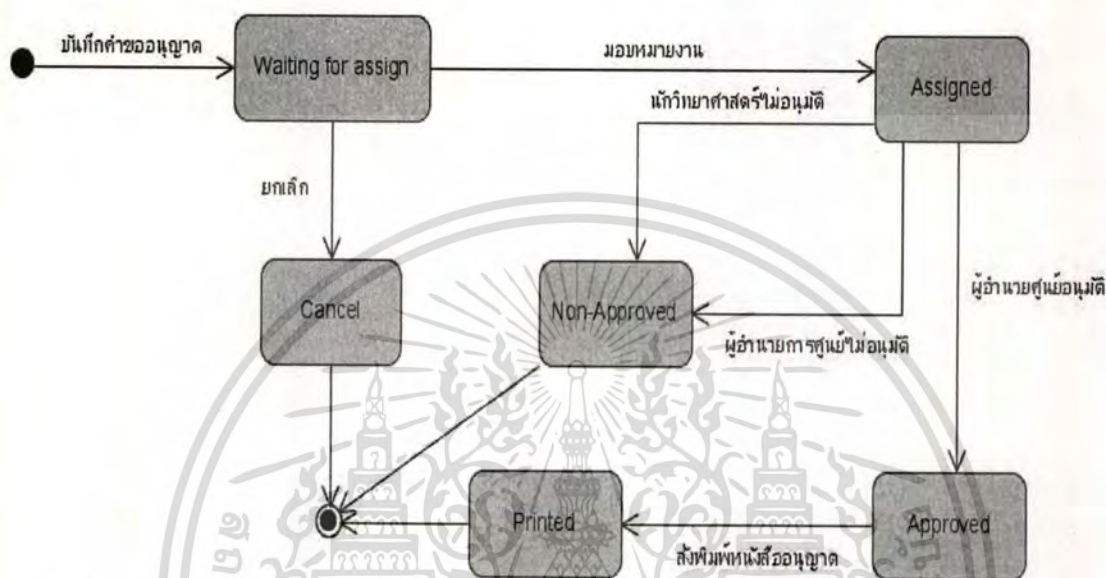 บันทึกคำขออนุญาต
Waiting for assign
มอบหมายงาน
Assigned
นักวิทยาศาสตร์ไม่อนุมัติ
ยกเลิก
Cancel
Non-Approved
ผู้อำนวยศูนย์อนุมัติ
ผู้อำนวยการศูนย์ไม่อนุมัติ
Printed
Approved
สั่งพิมพ์หนังสืออนุญาต